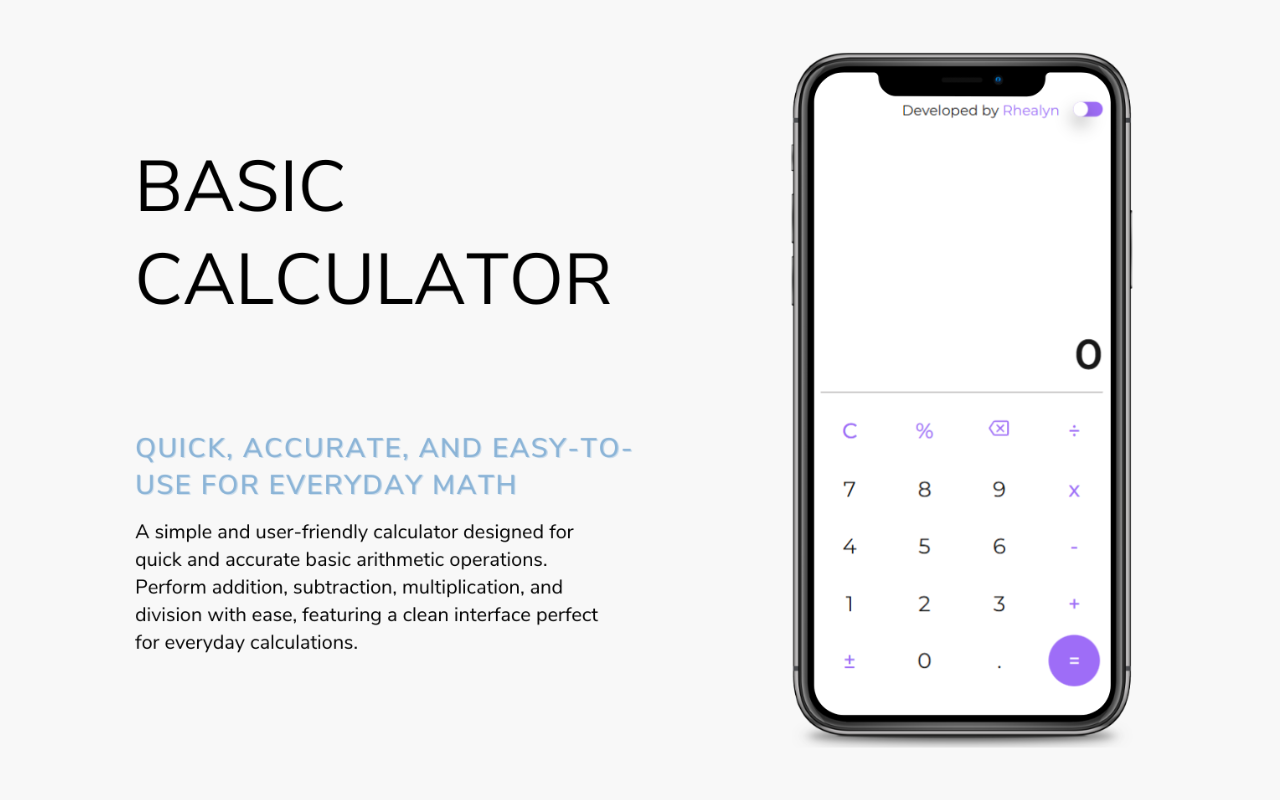 BASIC
CALCULATOR
QUICK, ACCURATE, AND EASY-TO-
USE FOR EVERYDAY MATH
A simple and user-friendly calculator designed for
quick and accurate basic arithmetic operations.
Perform addition, subtraction, multiplication, and
division with ease, featuring a clean interface perfect
for everyday calculations.
Developed by Rhealyn
0
C % ÷
7 8 9 x
4 5 6 -
1 2 3 +
± 0 . =